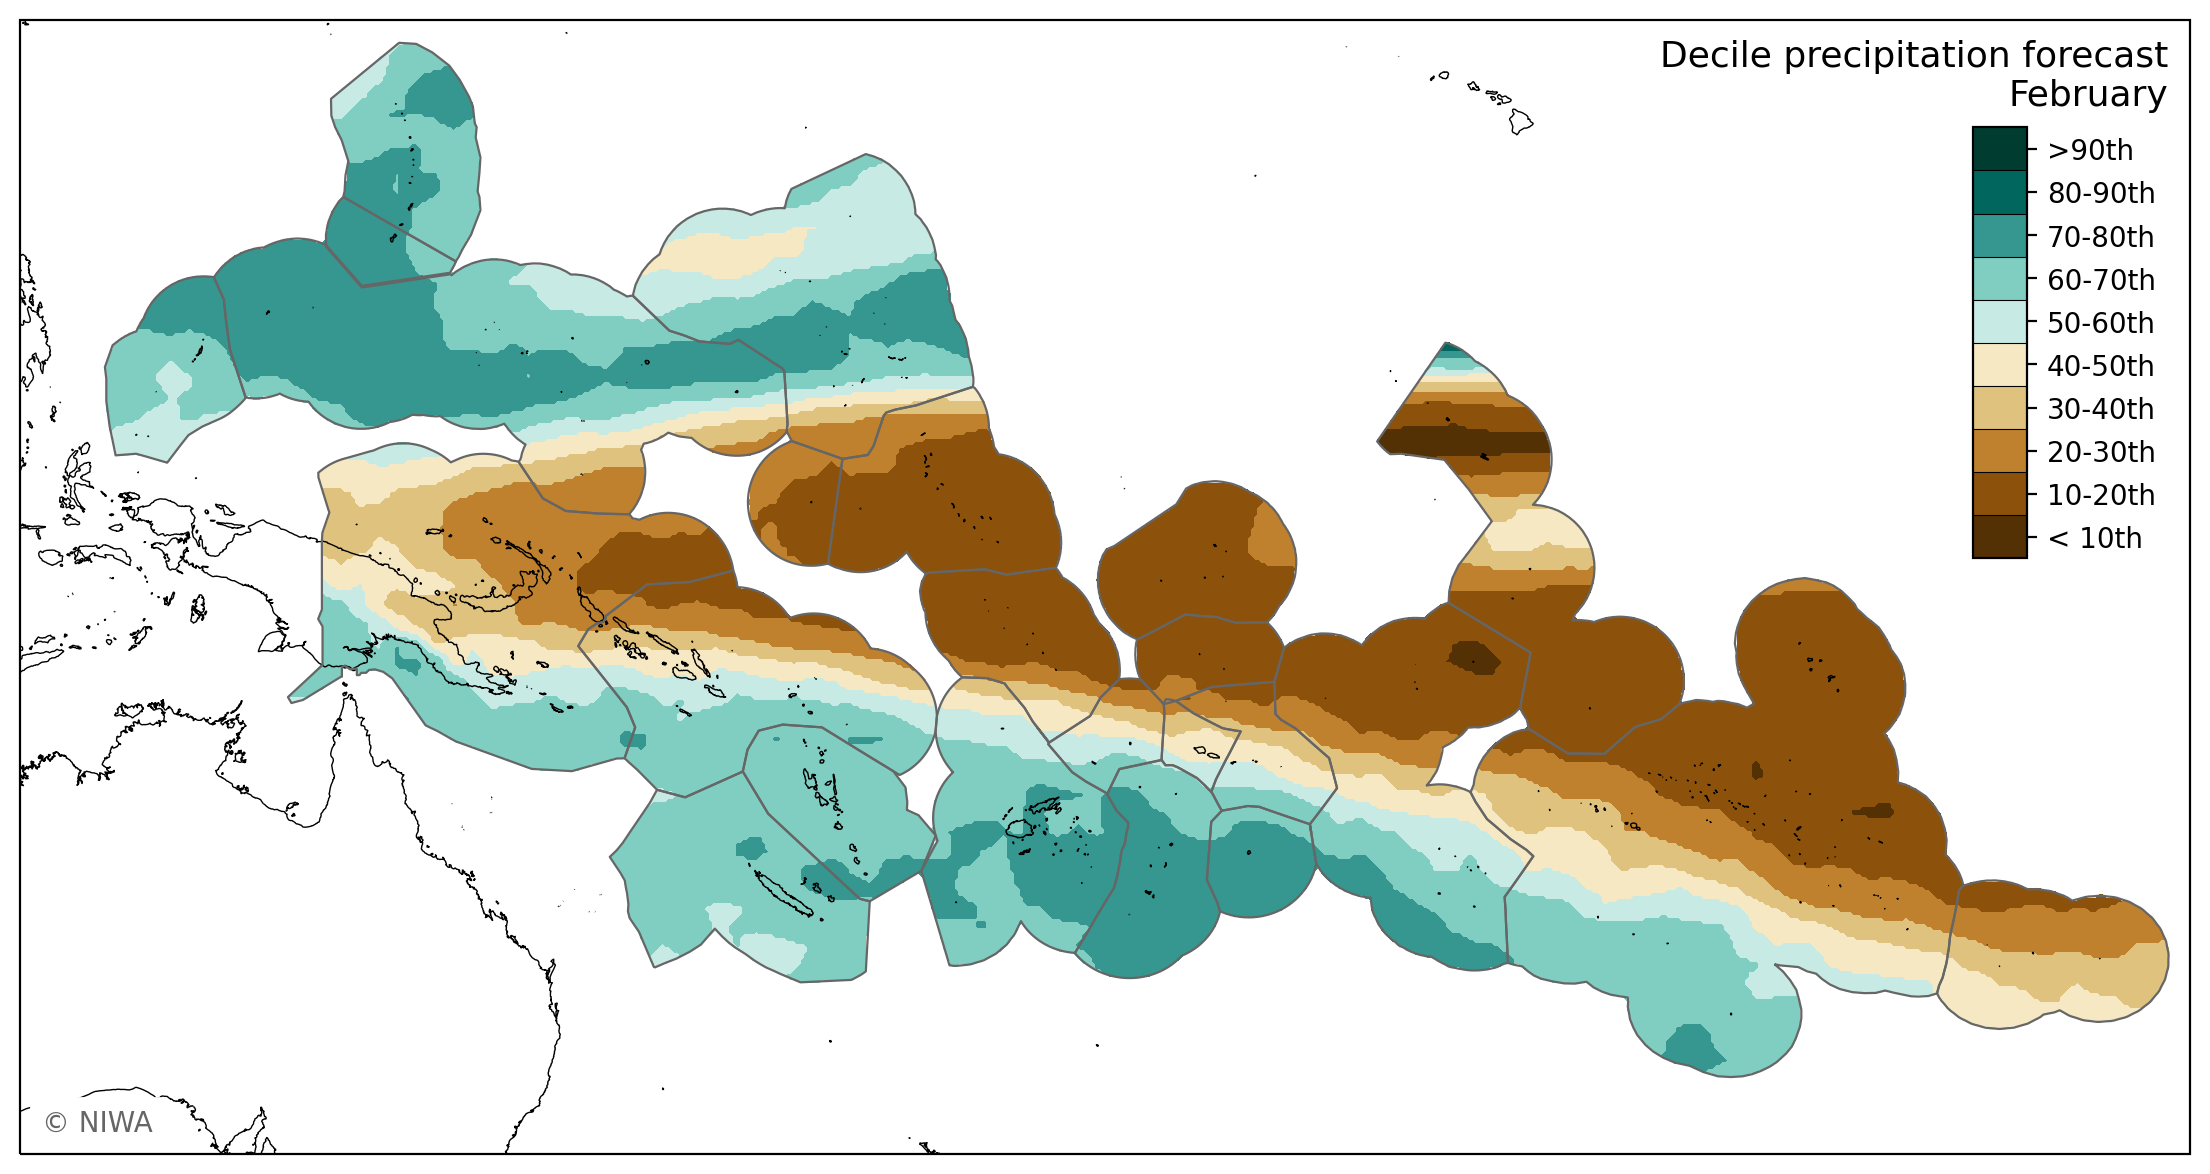 Decile precipitation forecast
February
>90th
80-90th
70-80th
60-70th
50-60th
40-50th
30-40th
20-30th
10-20th
< 10th
© NIWA